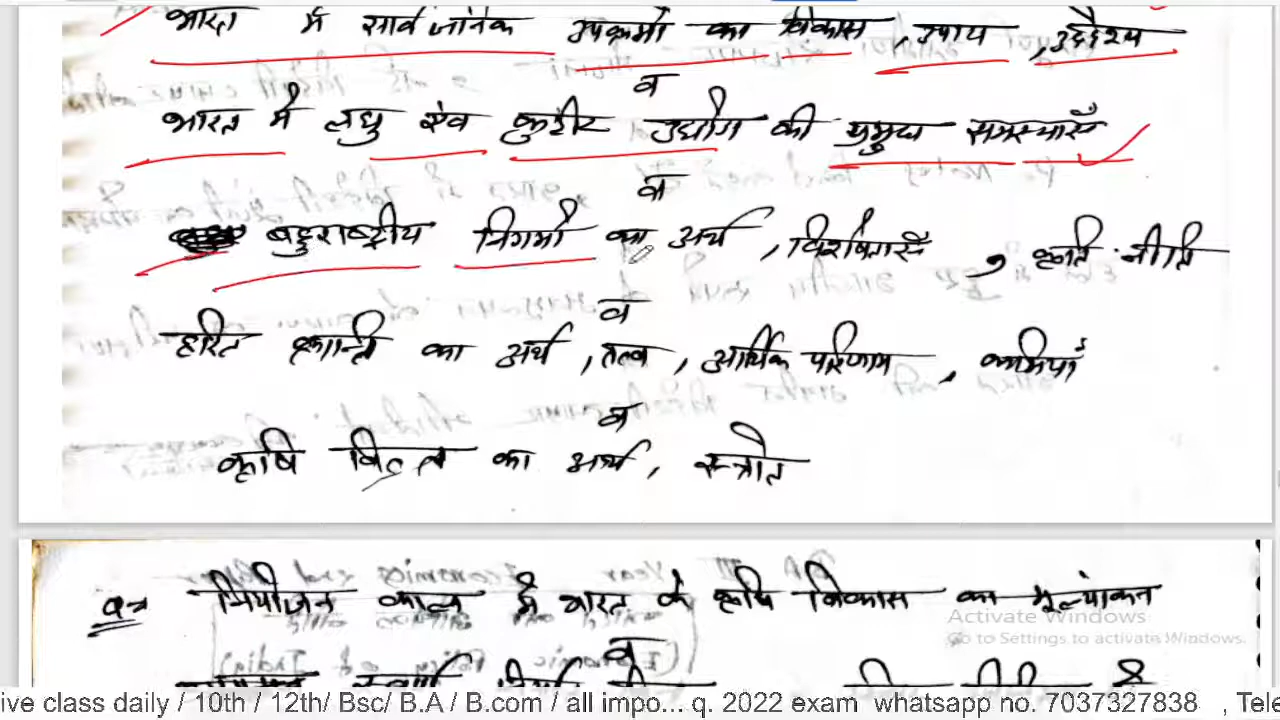 भारत में सार्वजनिक उपक्रमों का विकास, उपाय, उद्देश्य
व
भारत में लघु एंव कुटीर उद्योग की प्रमुख समस्याएँ
व
बहुराष्ट्रीय निगमों का अर्थ, विशेषताएँ, कृषि नीति
व
हरित क्रान्ति का अर्थ, तत्व, आर्थिक परिणाम, कमियाँ
व
कृषि वित्त का अर्थ, स्त्रोत
Q→ नियोजन काल में भारत के कृषि विकास का मूल्यांकन
व
Activate Windows
Go to Settings to activate Windows.
ive class daily / 10th / 12th/ Bsc/ B.A / B.com / all impo... q. 2022 exam whatsapp no. 7037327838 , Tele